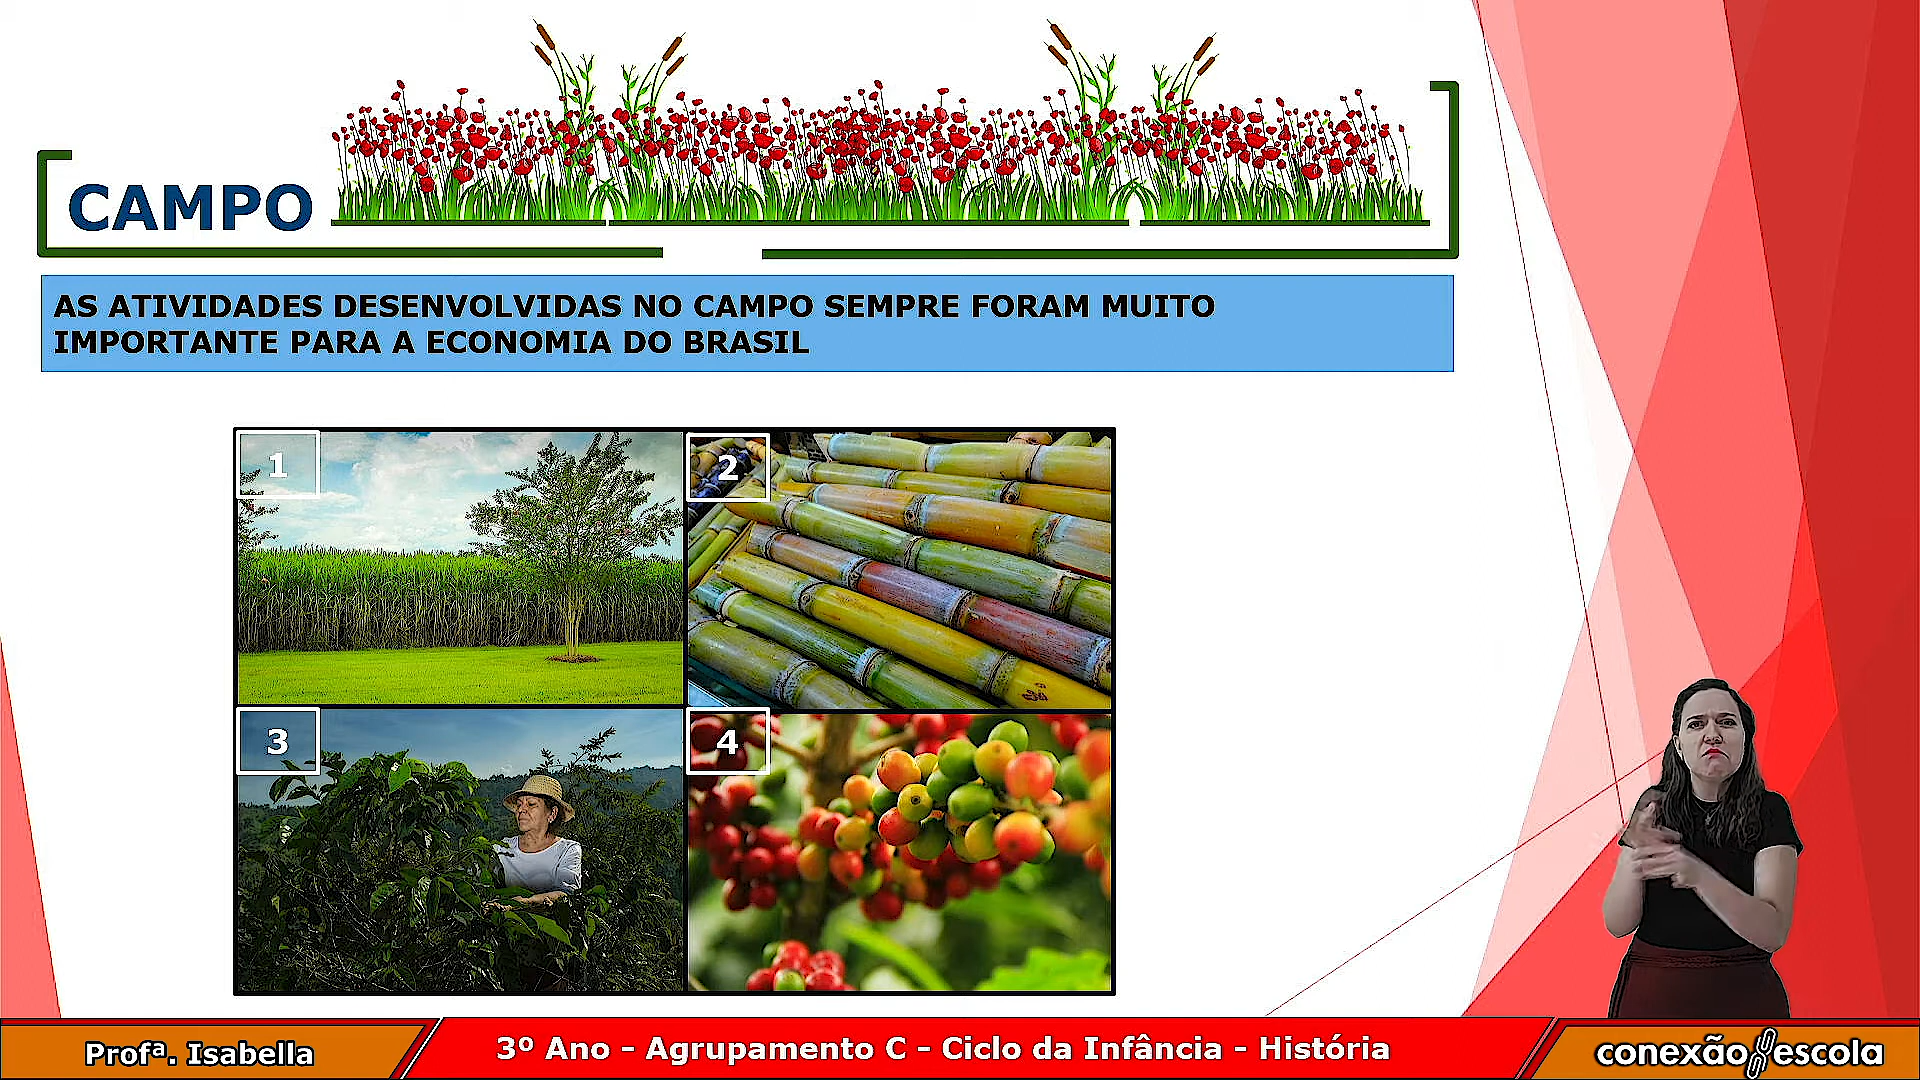 CAMPO
AS ATIVIDADES DESENVOLVIDAS NO CAMPO SEMPRE FORAM MUITO
IMPORTANTE PARA A ECONOMIA DO BRASIL
1
2
3
4
Profª. Isabella
3º Ano - Agrupamento C - Ciclo da Infância - História
conexão escola